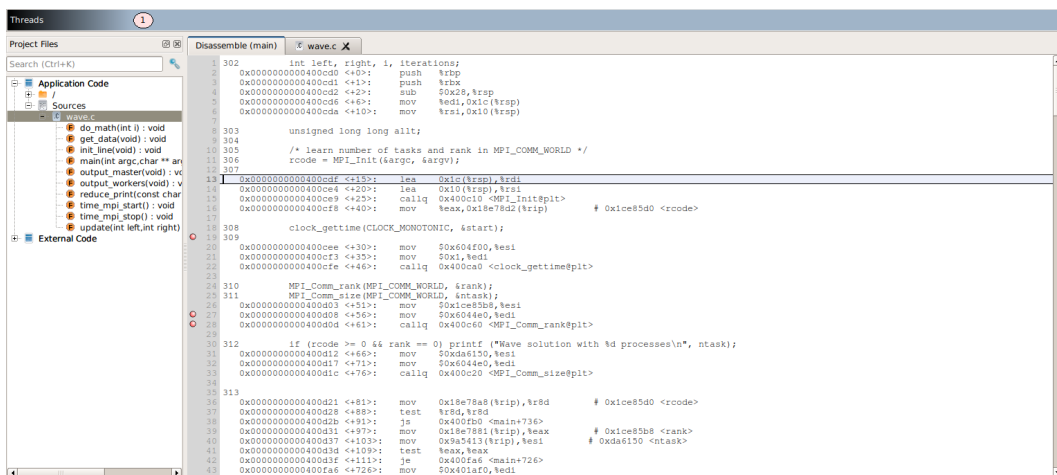 Threads 1
Project Files
Search (Ctrl+K)
Application Code
/
Sources
wave.c
do_math(int i) : void
get_data(void) : void
init_line(void) : void
main(int argc,char ** arg
output_master(void) : vo
output_workers(void) : v
reduce_print(const char
time_mpi_start() : void
time_mpi_stop() : void
update(int left,int right)
External Code
Disassemble (main) wave.c
1 302 int left, right, i, iterations;
2 0x0000000000400cd0 <+0>: push %rbp
3 0x0000000000400cd1 <+1>: push %rbx
4 0x0000000000400cd2 <+2>: sub $0x28,%rsp
5 0x0000000000400cd6 <+6>: mov %edi,0x1c(%rsp)
6 0x0000000000400cda <+10>: mov %rsi,0x10(%rsp)
7
8 303 unsigned long long allt;
9 304
10 305 /* learn number of tasks and rank in MPI_COMM_WORLD */
11 306 rcode = MPI_Init(&argc, &argv);
12 307
13 0x0000000000400cdf <+15>: lea 0x1c(%rsp),%rdi
14 0x0000000000400ce4 <+20>: lea 0x10(%rsp),%rsi
15 0x0000000000400ce9 <+25>: callq 0x400c10 <MPI_Init@plt>
16 0x0000000000400cf8 <+40>: mov %eax,0x18e78d2(%rip) # 0x1ce85d0 <rcode>
17
18 308 clock_gettime(CLOCK_MONOTONIC, &start);
19 309
20 0x0000000000400cee <+30>: mov $0x604f00,%esi
21 0x0000000000400cf3 <+35>: mov $0x1,%edi
22 0x0000000000400cfe <+46>: callq 0x400ca0 <clock_gettime@plt>
23
24 310 MPI_Comm_rank(MPI_COMM_WORLD, &rank);
25 311 MPI_Comm_size(MPI_COMM_WORLD, &ntask);
26 0x0000000000400d03 <+51>: mov $0x1ce85b8,%esi
27 0x0000000000400d08 <+56>: mov $0x6044e0,%edi
28 0x0000000000400d0d <+61>: callq 0x400c60 <MPI_Comm_rank@plt>
29
30 312 if (rcode >= 0 && rank == 0) printf ("Wave solution with %d processes\n", ntask);
31 0x0000000000400d12 <+66>: mov $0xda6150,%esi
32 0x0000000000400d17 <+71>: mov $0x6044e0,%edi
33 0x0000000000400d1c <+76>: callq 0x400c20 <MPI_Comm_size@plt>
34
35 313
36 0x0000000000400d21 <+81>: mov 0x18e78a8(%rip),%r8d # 0x1ce85d0 <rcode>
37 0x0000000000400d28 <+88>: test %r8d,%r8d
38 0x0000000000400d2b <+91>: js 0x400fb0 <main+736>
39 0x0000000000400d31 <+97>: mov 0x18e7881(%rip),%eax # 0x1ce85b8 <rank>
40 0x0000000000400d37 <+103>: mov 0x9a5413(%rip),%esi # 0xda6150 <ntask>
41 0x0000000000400d3d <+109>: test %eax,%eax
42 0x0000000000400d3f <+111>: je 0x400fa6 <main+726>
43 0x0000000000400fa6 <+726>: mov $0x401af0,%edi